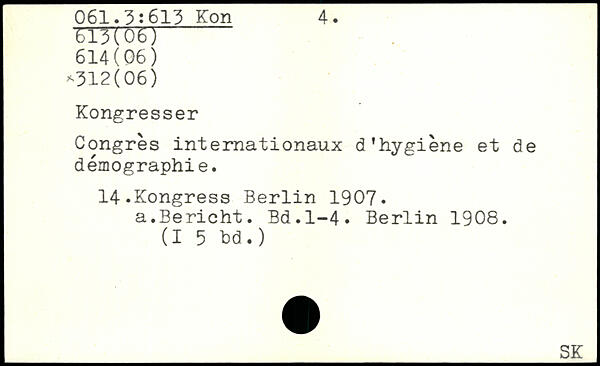 061.3:613 Kon 4.
613(06)
614(06)
×312(06)
Kongresser
Congrès internationaux d'hygiène et de
démographie.
14.Kongress Berlin 1907.
a.Bericht. Bd.1-4. Berlin 1908.
(I 5 bd.)
SK